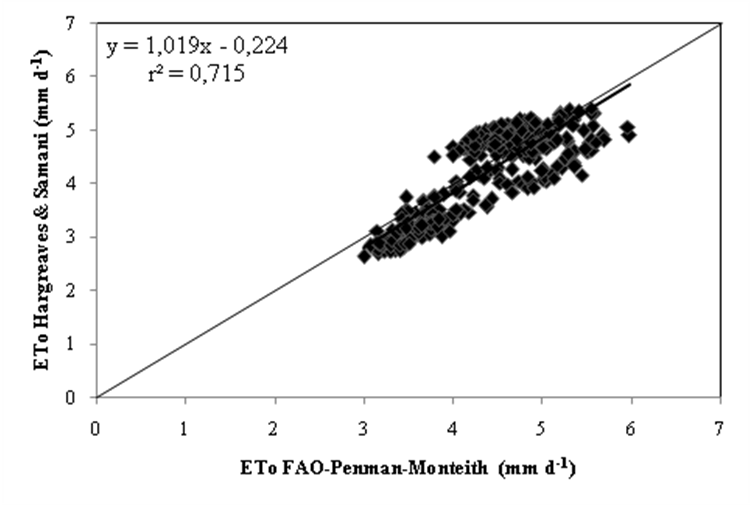 y = 1,019x - 0,224
r² = 0,715
7
6
5
4
3
2
1
0
ETo Hargreaves & Samani (mm d⁻¹)
0 1 2 3 4 5 6 7
ETo FAO-Penman-Monteith (mm d⁻¹)